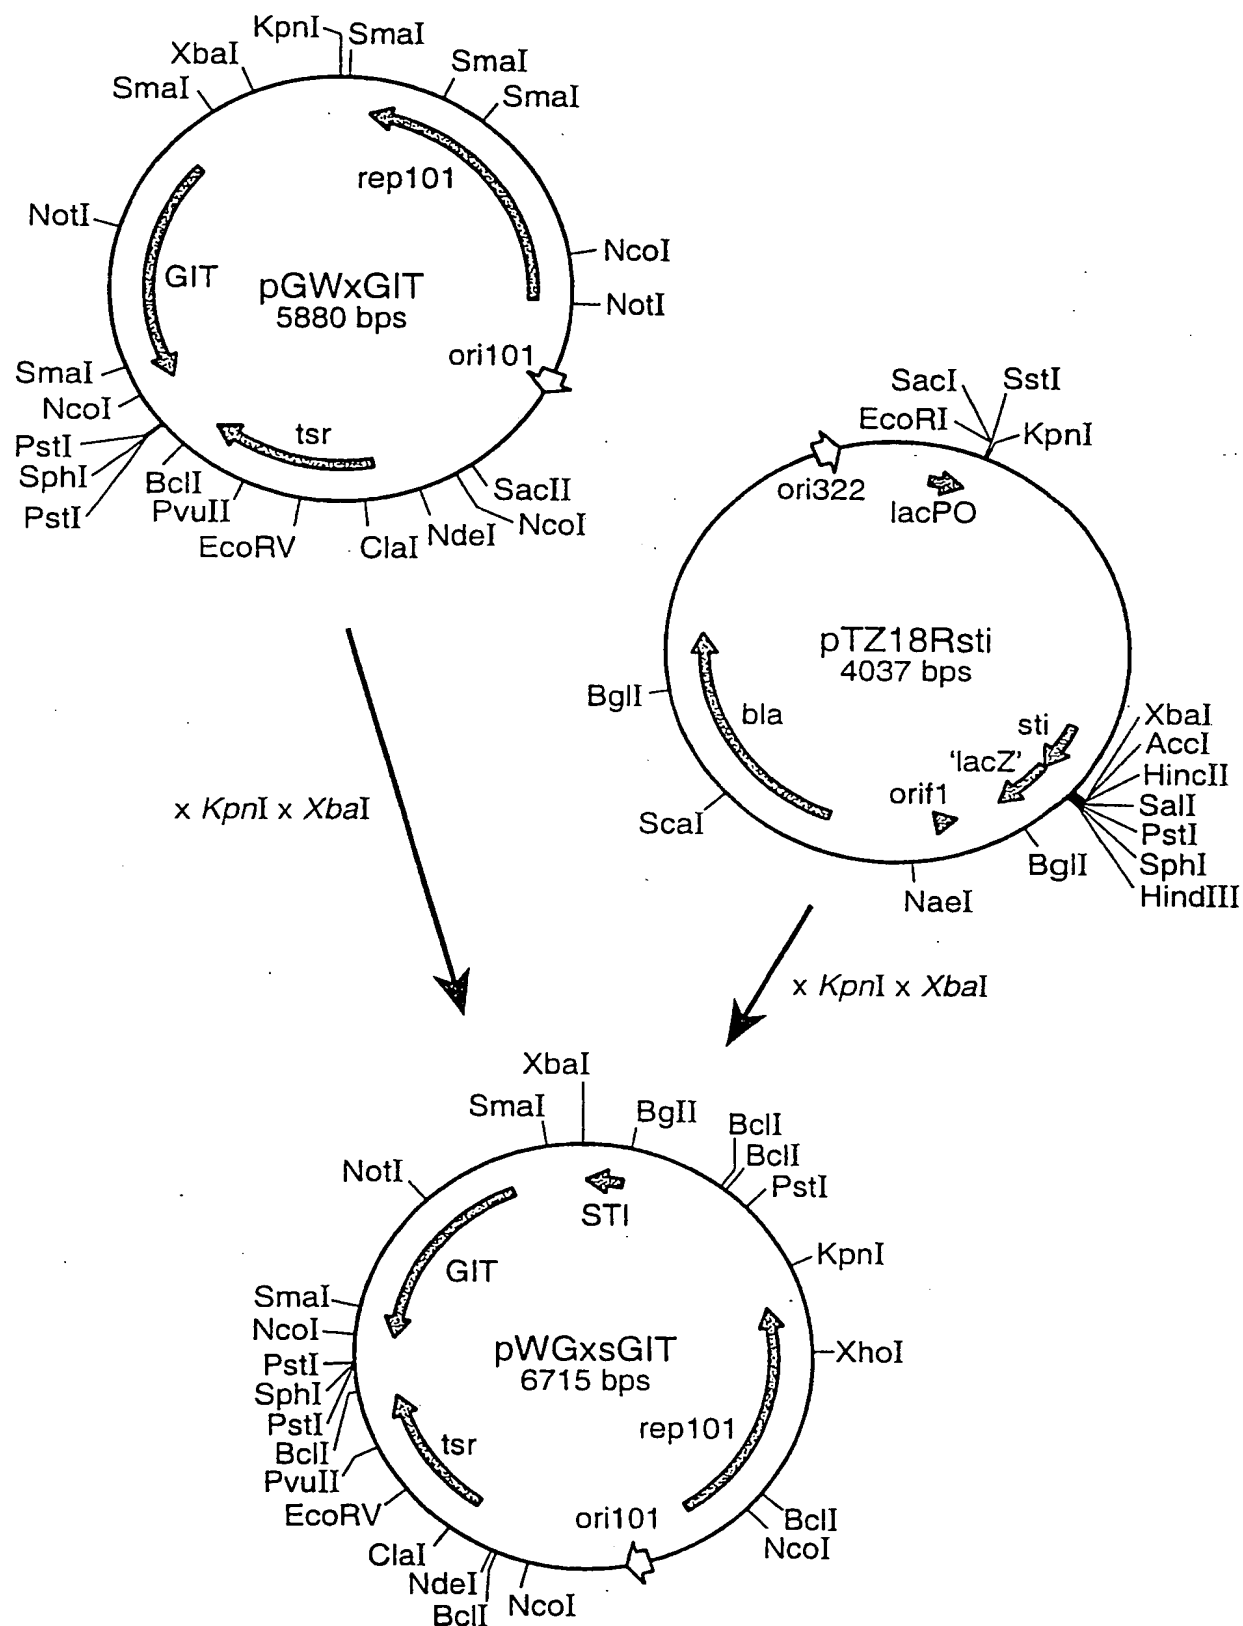 KpnI
SmaI
XbaI
SmaI
SmaI
SmaI
rep101
NotI
NcoI
GIT
pGWxGIT
5880 bps
NotI
ori101
SmaI
NcoI
PstI
SphI
PstI
tsr
BclI
PvuII
EcoRV
ClaI
NdeI
NcoI
SacII
SacI
SstI
EcoRI
KpnI
ori322
lacPO
pTZ18Rsti
4037 bps
BglI
bla
sti
'lacZ'
orif1
ScaI
XbaI
AccI
HincII
SalI
PstI
SphI
HindIII
BglI
NaeI
x KpnI x XbaI
x KpnI x XbaI
XbaI
SmaI
BgII
BclI
BclI
PstI
NotI
STI
KpnI
GIT
SmaI
NcoI
PstI
SphI
PstI
BclI
PvuII
EcoRV
pWGxsGIT
6715 bps
XhoI
rep101
tsr
ori101
BclI
NcoI
ClaI
NdeI
BclI
NcoI